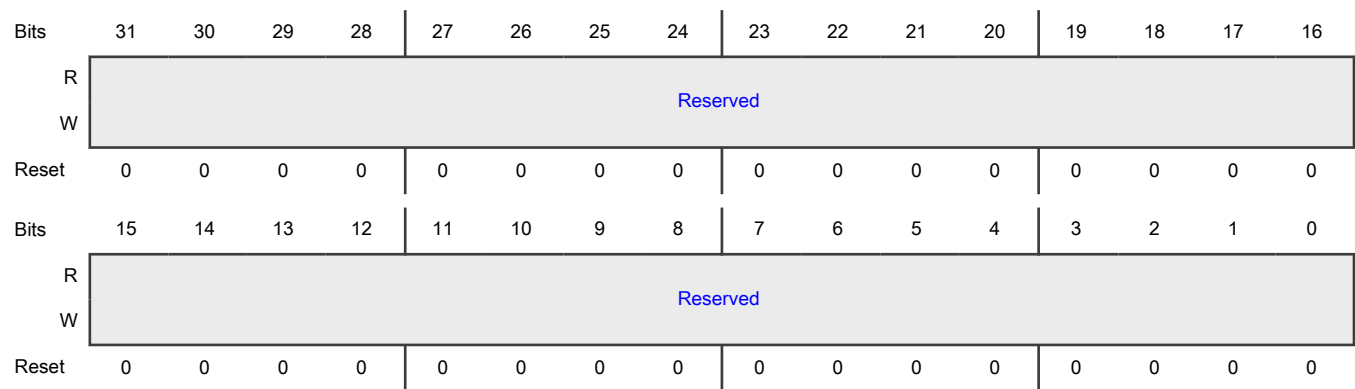 Bits 31 30 29 28 27 26 25 24 23 22 21 20 19 18 17 16
R
Reserved
W
Reset 0 0 0 0 0 0 0 0 0 0 0 0 0 0 0 0
Bits 15 14 13 12 11 10 9 8 7 6 5 4 3 2 1 0
R
Reserved
W
Reset 0 0 0 0 0 0 0 0 0 0 0 0 0 0 0 0